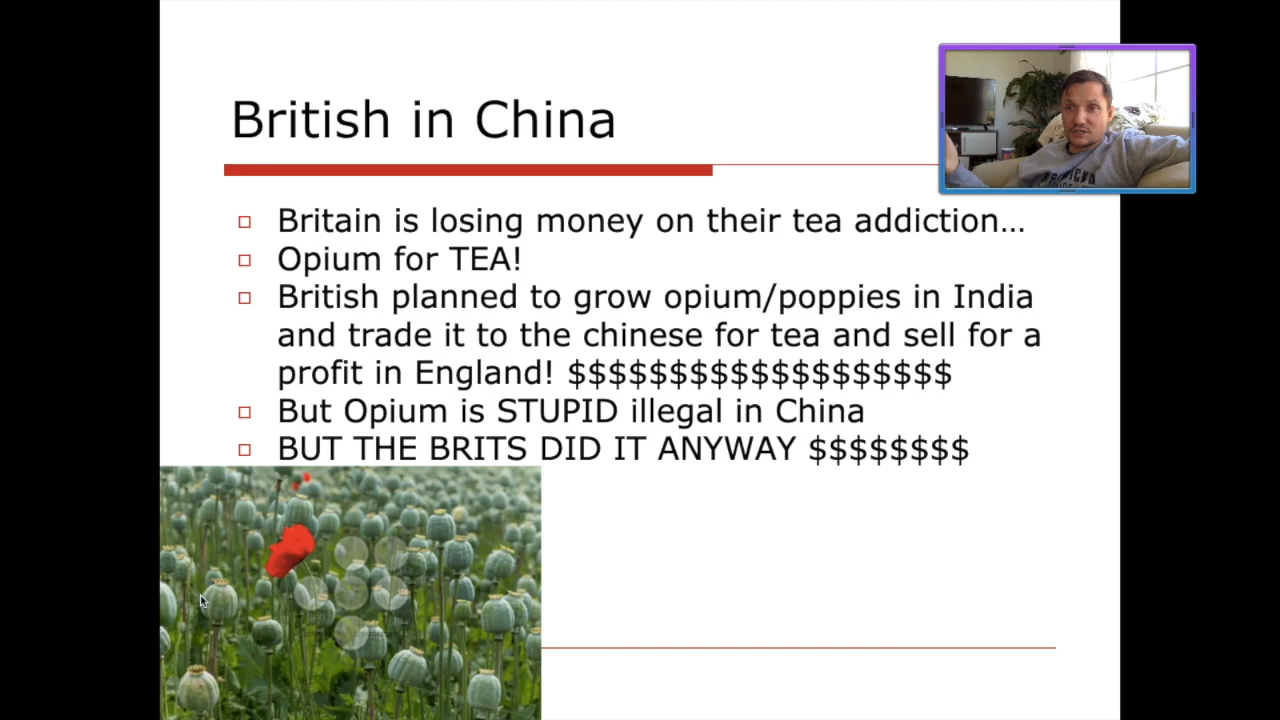 British in China
Britain is losing money on their tea addiction…
Opium for TEA!
British planned to grow opium/poppies in India
and trade it to the chinese for tea and sell for a
profit in England! $$$$$$$$$$$$$$$$$$$
But Opium is STUPID illegal in China
BUT THE BRITS DID IT ANYWAY $$$$$$$$